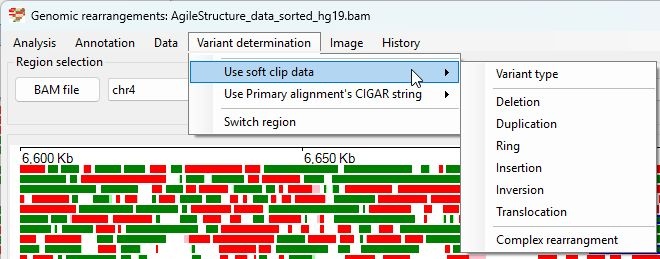 Genomic rearrangements: AgileStructure_data_sorted_hg19.bam
Analysis Annotation Data Variant determination Image History
Region selection
BAM file chr4
Use soft clip data
Use Primary alignment's CIGAR string
Switch region
Variant type
Deletion
Duplication
Ring
Insertion
Inversion
Translocation
Complex rearrangment
6,600 Kb 6,650 Kb